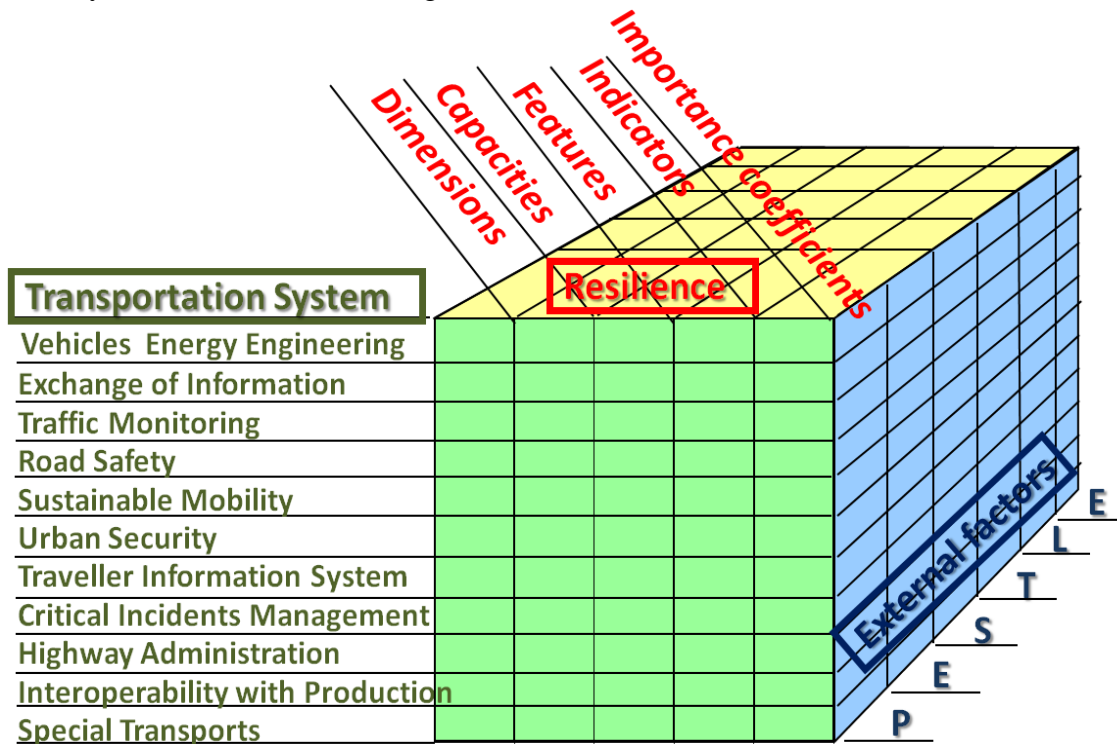 Importance coefficients
Indicators
Features
Capacities
Dimensions
Resilience
Transportation System
Vehicles Energy Engineering
Exchange of Information
Traffic Monitoring
Road Safety
Sustainable Mobility
Urban Security
Traveller Information System
Critical Incidents Management
Highway Administration
Interoperability with Production
Special Transports
External factors
E
L
T
S
E
P